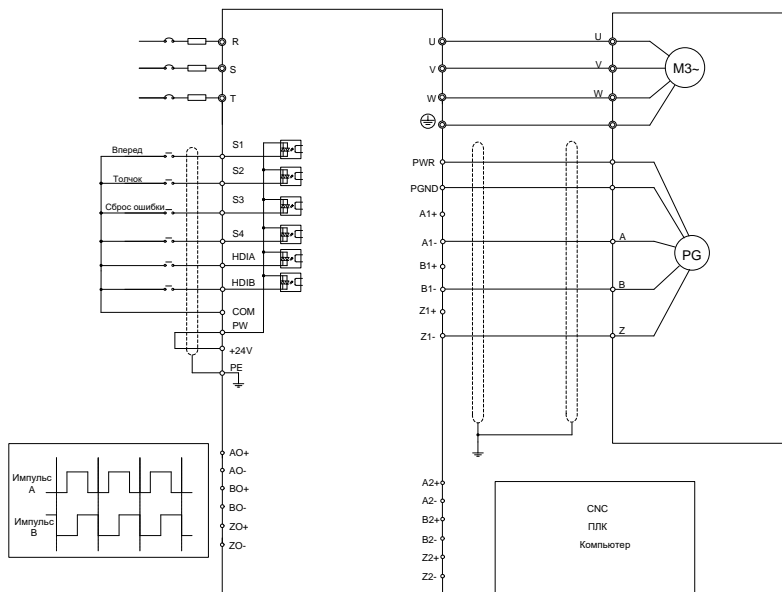 R
S
T
U
V
W
U
V
W
M3~
Вперед
Толчок
Сброс ошибки
S1
S2
S3
S4
HDIA
HDIB
COM
PW
+24V
PE
PWR
PGND
A1+
A1-
B1+
B1-
Z1+
Z1-
A
B
Z
PG
Импульс
A
Импульс
B
AO+
AO-
BO+
BO-
ZO+
ZO-
A2+
A2-
B2+
B2-
Z2+
Z2-
CNC
ПЛК
Компьютер